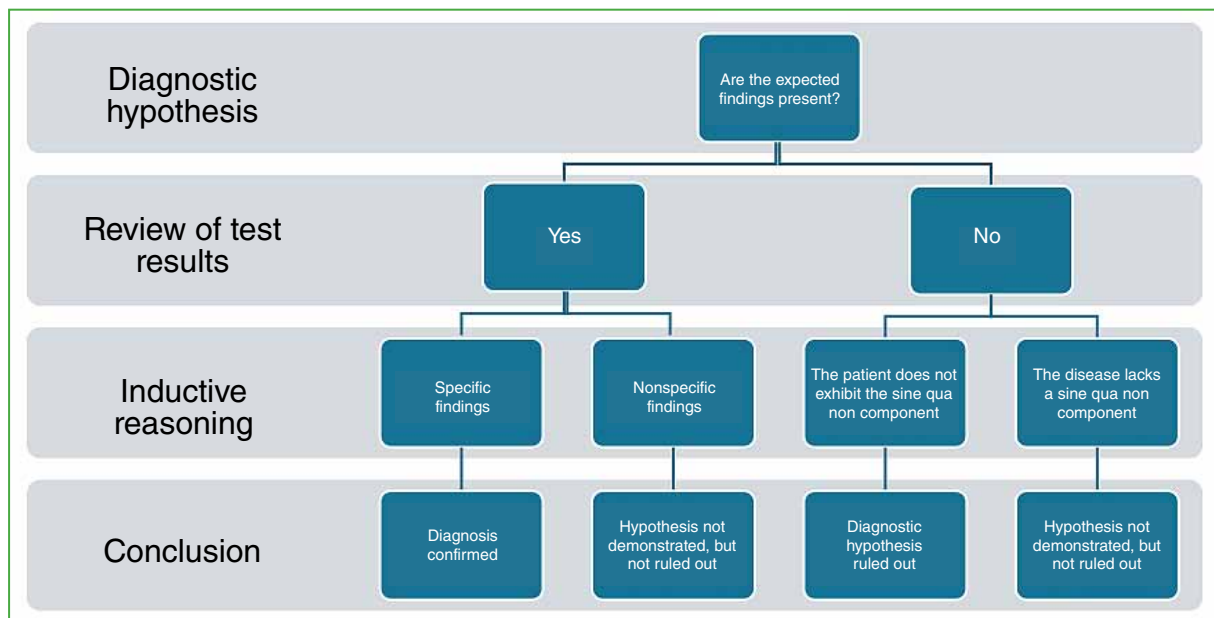 Diagnostic
hypothesis
Are the expected
findings present?
Review of test
results
Yes
No
Inductive
reasoning
Specific
findings
Nonspecific
findings
The patient does not
exhibit the sine qua
non component
The disease lacks
a sine qua non
component
Conclusion
Diagnosis
confirmed
Hypothesis not
demonstrated, but
not ruled out
Diagnostic
hypothesis
ruled out
Hypothesis not
demonstrated, but
not ruled out